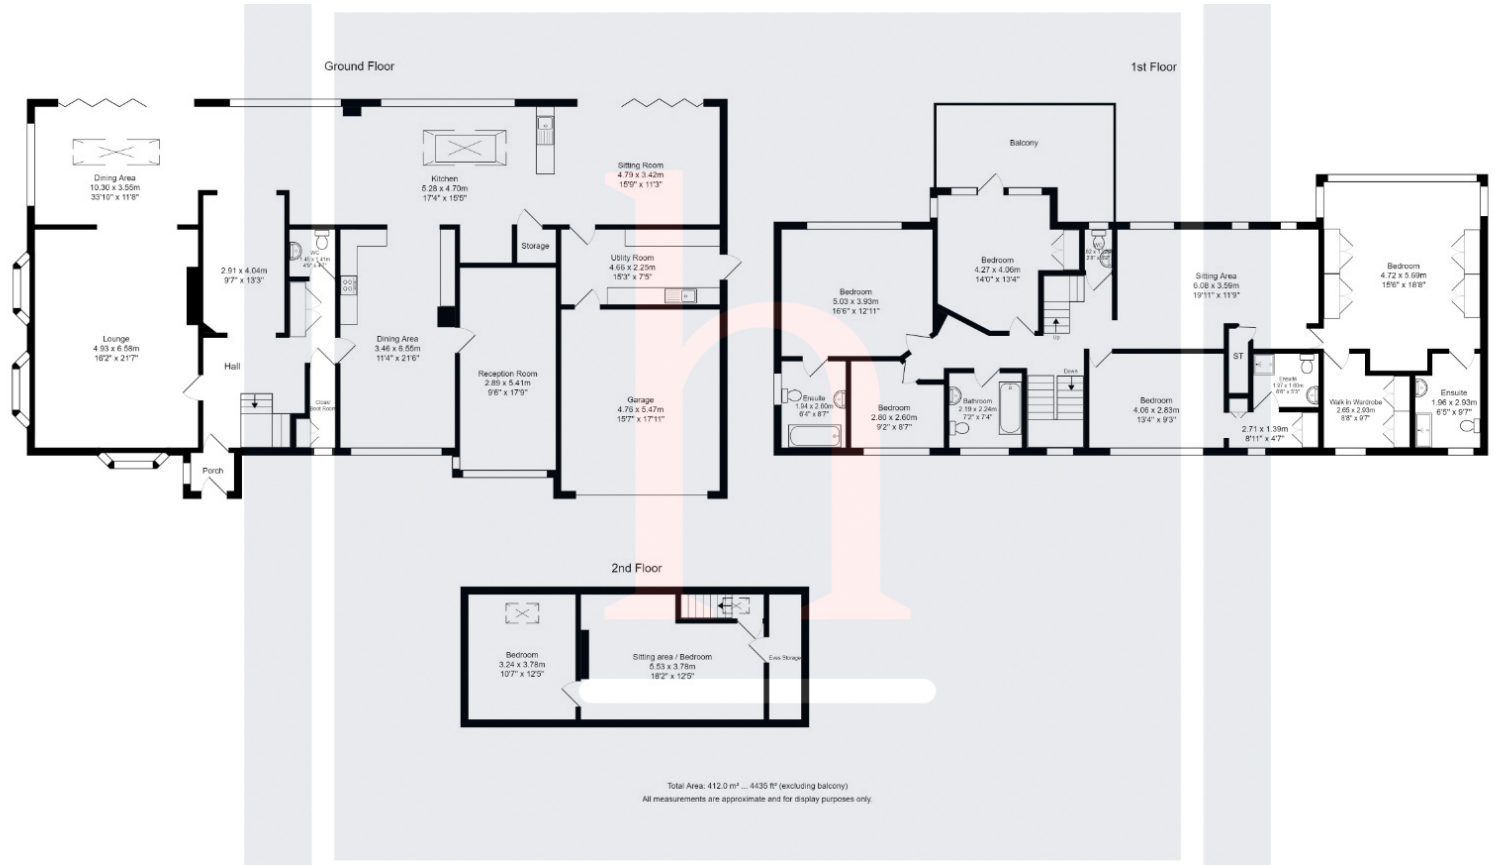 Ground Floor
1st Floor
Dining Area
10.30 x 3.55m
33'10" x 11'8"
Kitchen
5.28 x 4.70m
17'4" x 15'5"
Sitting Room
4.79 x 3.42m
15'9" x 11'3"
Storage
2.91 x 4.04m
9'7" x 13'3"
WC
Utility Room
4.66 x 2.25m
15'3" x 7'5"
Lounge
4.93 x 6.58m
16'2" x 21'7"
Hall
Dining Area
3.46 x 6.55m
11'4" x 21'6"
Reception Room
2.89 x 5.41m
9'6" x 17'9"
Garage
4.76 x 5.47m
15'7" x 17'11"
Cloak/
Boot Room
Porch
Balcony
Bedroom
5.03 x 3.93m
16'6" x 12'11"
Bedroom
4.27 x 4.06m
14'0" x 13'4"
WC
Sitting Area
6.08 x 3.59m
19'11" x 11'9"
Bedroom
4.72 x 5.69m
15'6" x 18'8"
Up
Down
ST
Ensuite
1.94 x 2.60m
6'4" x 8'7"
Bedroom
2.80 x 2.60m
9'2" x 8'7"
Bathroom
2.19 x 2.24m
7'2" x 7'4"
Bedroom
4.06 x 2.83m
13'4" x 9'3"
Ensuite
2.71 x 1.39m
8'11" x 4'7"
Walk in Wardrobe
2.65 x 2.93m
8'8" x 9'7"
Ensuite
1.96 x 2.93m
6'5" x 9'7"
2nd Floor
Bedroom
3.24 x 3.78m
10'7" x 12'5"
Sitting area / Bedroom
5.53 x 3.78m
18'2" x 12'5"
Eves Storage
h
Total Area: 412.0 m² ... 4435 ft² (excluding balcony)
All measurements are approximate and for display purposes only.